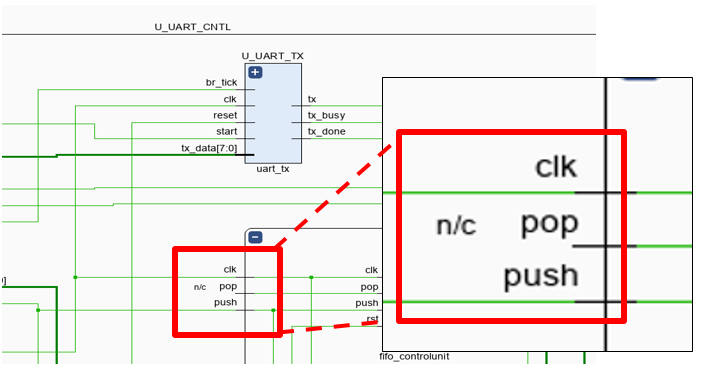 U_UART_CNTL
U_UART_TX
br_tick
clk
reset
start
tx_data[7:0]
tx
tx_busy
tx_done
uart_tx
clk
n/c pop
push
clk
pop
push
rst
fifo_controlunit
clk
n/c pop
push